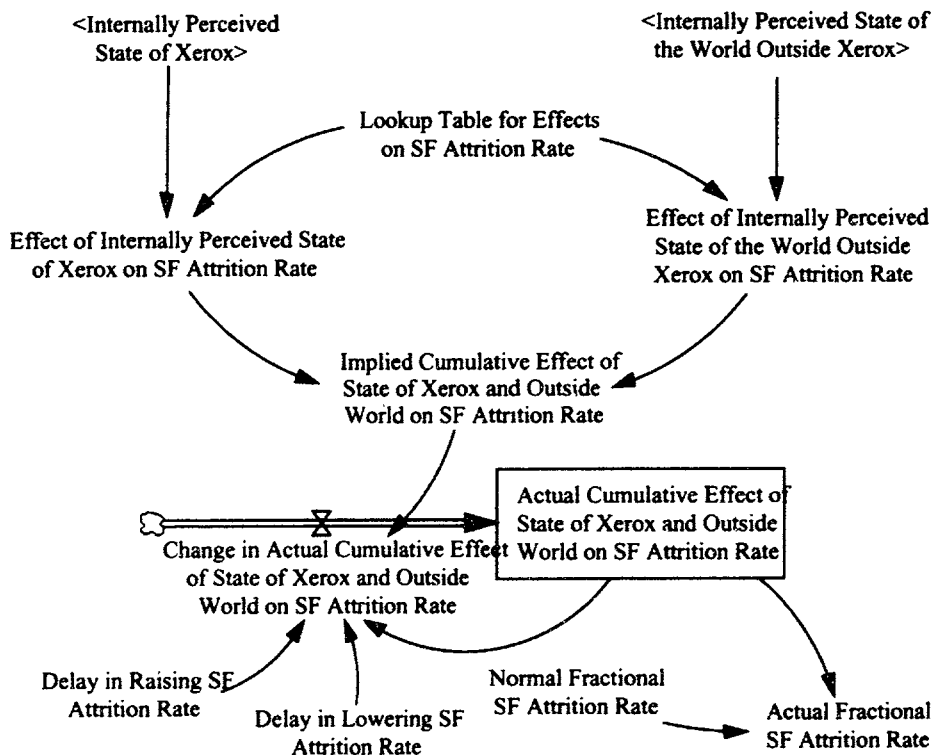 <Internally Perceived
State of Xerox>
<Internally Perceived State of
the World Outside Xerox>
Lookup Table for Effects
on SF Attrition Rate
Effect of Internally Perceived State
of Xerox on SF Attrition Rate
Effect of Internally Perceived
State of the World Outside
Xerox on SF Attrition Rate
Implied Cumulative Effect of
State of Xerox and Outside
World on SF Attrition Rate
Actual Cumulative Effect of
State of Xerox and Outside
World on SF Attrition Rate
Change in Actual Cumulative Effect
of State of Xerox and Outside
World on SF Attrition Rate
Delay in Raising SF
Attrition Rate
Delay in Lowering SF
Attrition Rate
Normal Fractional
SF Attrition Rate
Actual Fractional
SF Attrition Rate